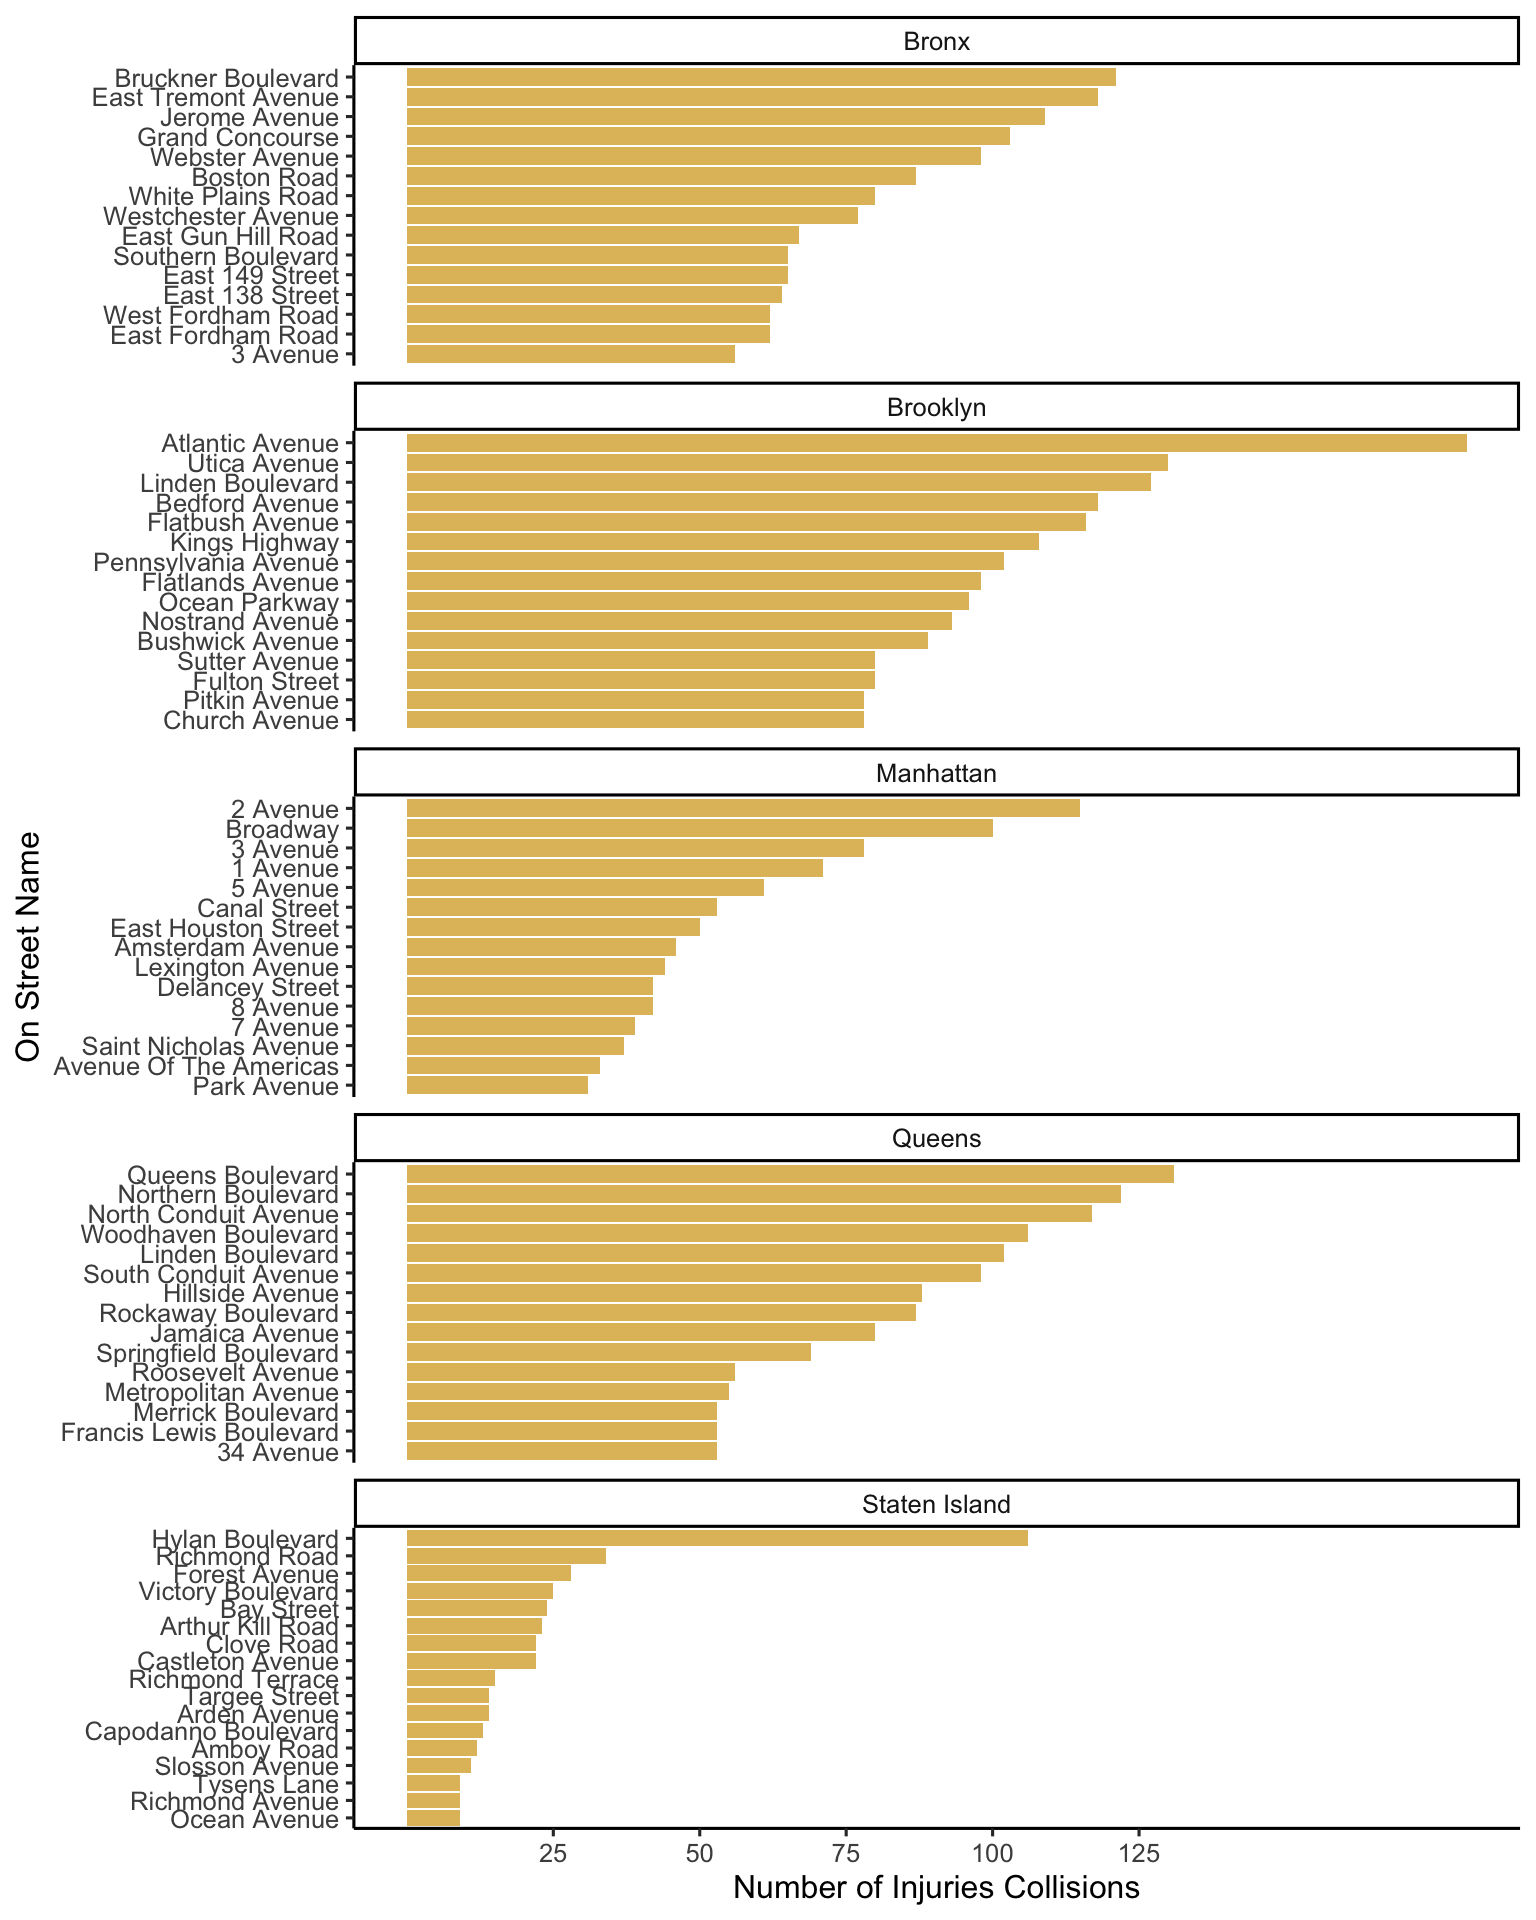 Bronx
Bruckner Boulevard
East Tremont Avenue
Jerome Avenue
Grand Concourse
Webster Avenue
Boston Road
White Plains Road
Westchester Avenue
East Gun Hill Road
Southern Boulevard
East 149 Street
East 138 Street
West Fordham Road
East Fordham Road
3 Avenue
Brooklyn
Atlantic Avenue
Utica Avenue
Linden Boulevard
Bedford Avenue
Flatbush Avenue
Kings Highway
Pennsylvania Avenue
Flatlands Avenue
Ocean Parkway
Nostrand Avenue
Bushwick Avenue
Sutter Avenue
Fulton Street
Pitkin Avenue
Church Avenue
Manhattan
2 Avenue
Broadway
3 Avenue
1 Avenue
5 Avenue
Canal Street
East Houston Street
Amsterdam Avenue
Lexington Avenue
Delancey Street
8 Avenue
7 Avenue
Saint Nicholas Avenue
Avenue Of The Americas
Park Avenue
On Street Name
Queens
Queens Boulevard
Northern Boulevard
North Conduit Avenue
Woodhaven Boulevard
Linden Boulevard
South Conduit Avenue
Hillside Avenue
Rockaway Boulevard
Jamaica Avenue
Springfield Boulevard
Roosevelt Avenue
Metropolitan Avenue
Merrick Boulevard
Francis Lewis Boulevard
34 Avenue
Staten Island
Hylan Boulevard
Richmond Road
Forest Avenue
Victory Boulevard
Bay Street
Arthur Kill Road
Clove Road
Castleton Avenue
Richmond Terrace
Targee Street
Arden Avenue
Capodanno Boulevard
Amboy Road
Slosson Avenue
Tysens Lane
Richmond Avenue
Ocean Avenue
25 50 75 100 125
Number of Injuries Collisions